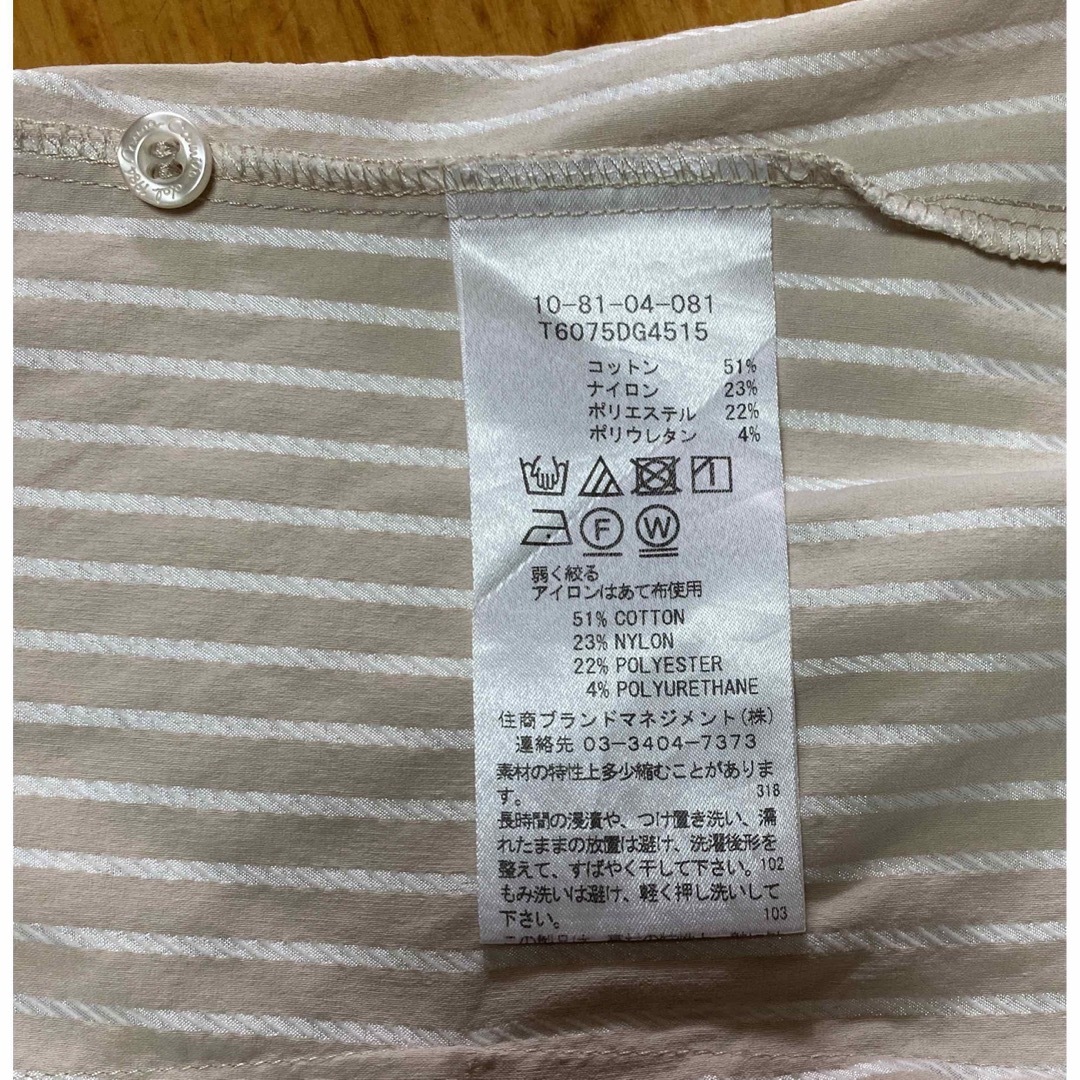 10-81-04-081
T6075DG4515
コットン 51%
ナイロン 23%
ポリエステル 22%
ポリウレタン 4%
1
F W
弱く絞る
アイロンはあて布使用
51% COTTON
23% NYLON
22% POLYESTER
4% POLYURETHANE
住商ブランドマネジメント(株)
連絡先 03-3404-7373
素材の特性上多少縮むことがありま
す。 318
長時間の浸漬や、つけ置き洗い、濡
れたままの放置は避け、洗濯後形を
整えて、すばやく干して下さい。102
もみ洗いは避け、軽く押し洗いして
下さい。 103